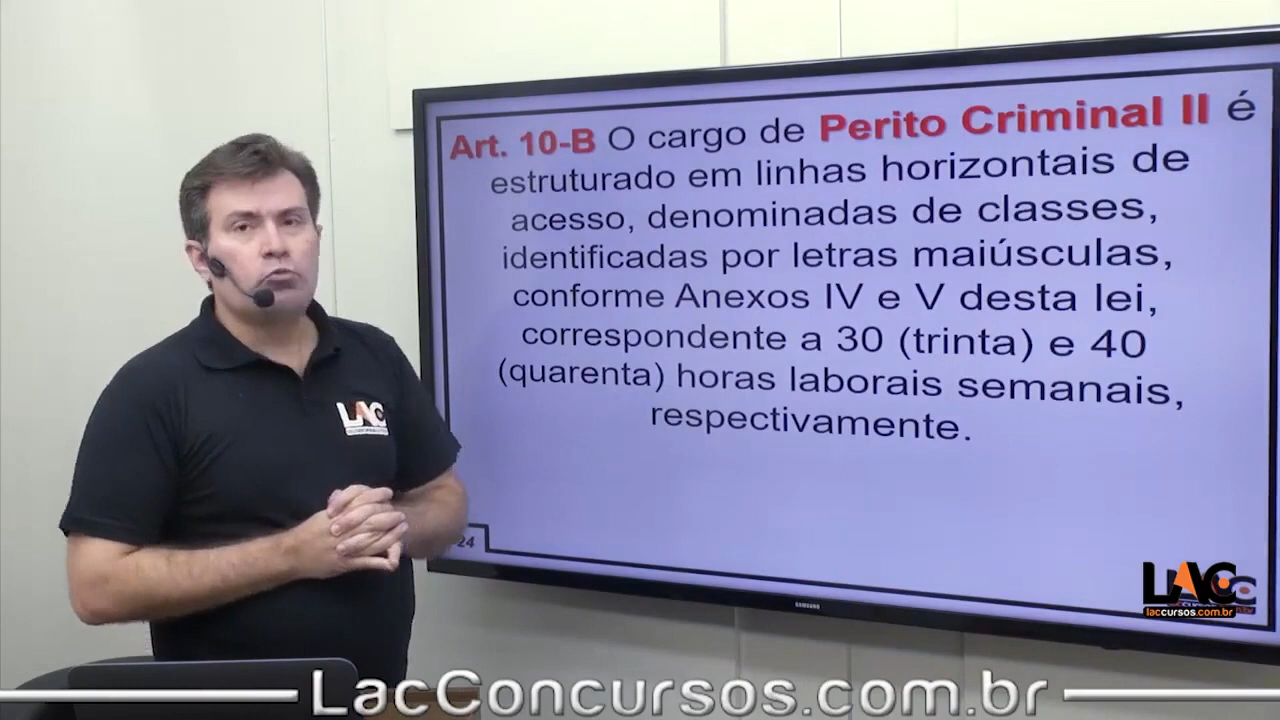 Art. 10-B O cargo de Perito Criminal II é
estruturado em linhas horizontais de
acesso, denominadas de classes,
identificadas por letras maiúsculas,
conforme Anexos IV e V desta lei,
correspondente a 30 (trinta) e 40
(quarenta) horas laborais semanais,
respectivamente.
24
LAC
SAMSUNG
LAC
laccursos.com.br
LacConcursos.com.br